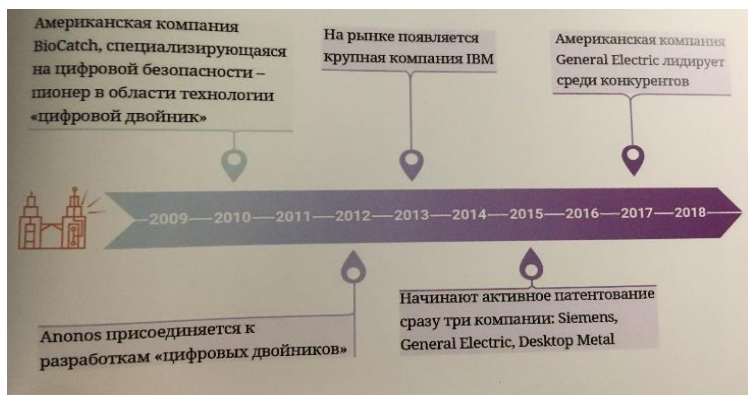 Американская компания
BioCatch, специализирующаяся
на цифровой безопасности –
пионер в области технологии
«цифровой двойник»
На рынке появляется
крупная компания IBM
Американская компания
General Electric лидирует
среди конкурентов
2009 2010 2011 2012 2013 2014 2015 2016 2017 2018
Anonos присоединяется к
разработкам «цифровых двойников»
Начинают активное патентование
сразу три компании: Siemens,
General Electric, Desktop Metal